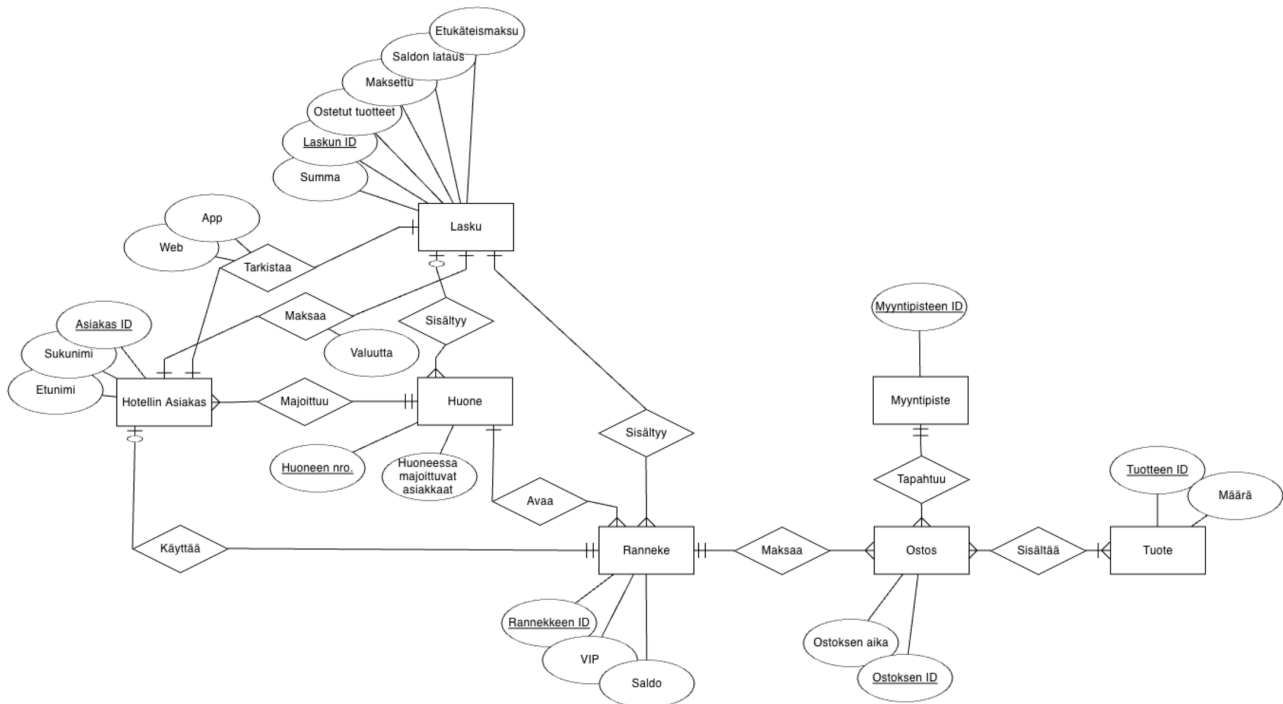 Etukäteismaksu
Saldon lataus
Maksettu
Ostetut tuotteet
Laskun ID
Summa
App
Lasku
Web
Tarkistaa
Myyntipisteen ID
Maksaa
Sisältyy
Asiakas ID
Sukunimi
Valuutta
Etunimi
Hotellin Asiakas
Majoittuu
Huone
Myyntipiste
Sisältyy
Huoneen nro.
Huoneessa
majoittuvat
asiakkaat
Tapahtuu
Tuotteen ID
Määrä
Avaa
Käyttää
Ranneke
Maksaa
Ostos
Sisältää
Tuote
Rannekkeen ID
VIP
Saldo
Ostoksen aika
Ostoksen ID